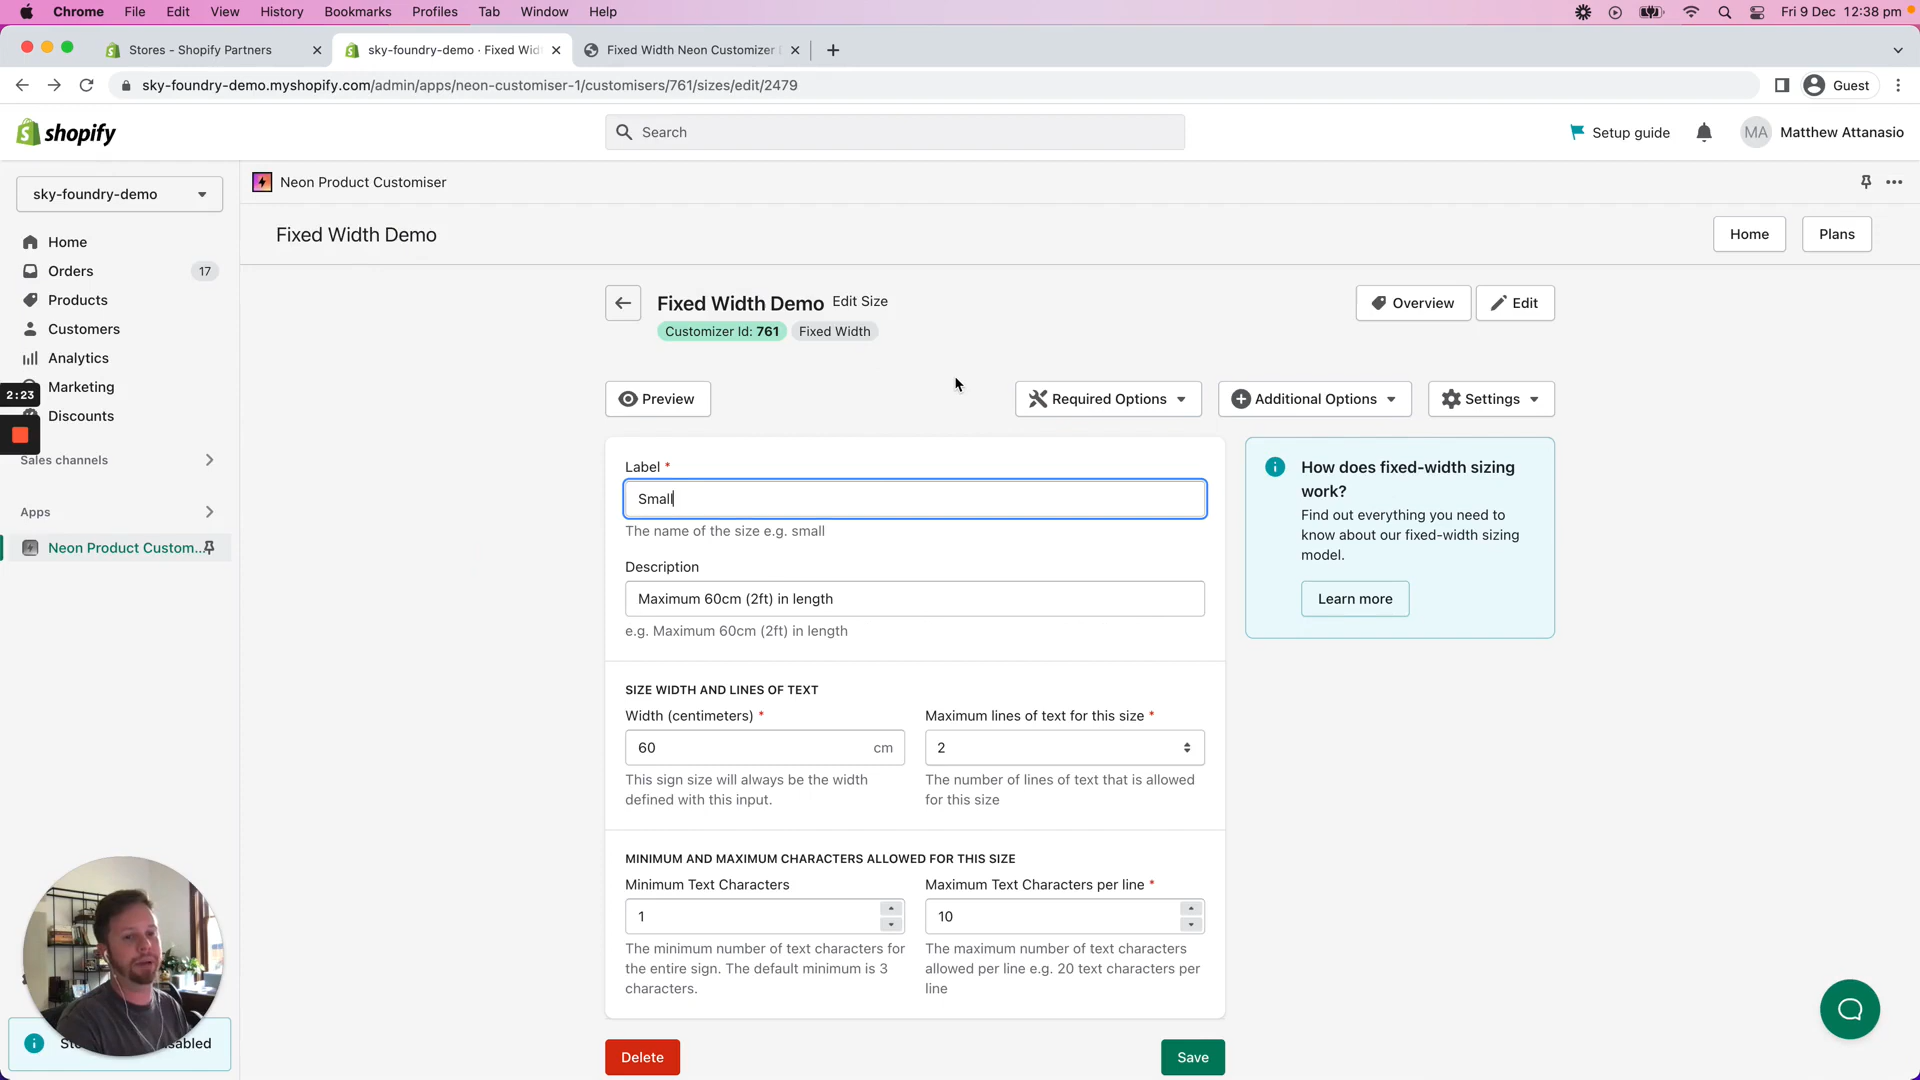 Chrome File Edit View History Bookmarks Profiles Tab Window Help Fri 9 Dec 12:38 pm
Stores - Shopify Partners sky-foundry-demo · Fixed Wid Fixed Width Neon Customizer
sky-foundry-demo.myshopify.com/admin/apps/neon-customiser-1/customisers/761/sizes/edit/2479 Guest
shopify Search Setup guide MA Matthew Attanasio
sky-foundry-demo
Home
Orders 17
Products
Customers
Analytics
Marketing
Discounts
2:23
Sales channels
Apps
Neon Product Custom...
Neon Product Customiser
Fixed Width Demo Home Plans
Fixed Width Demo Edit Size Overview Edit
Customizer Id: 761 Fixed Width
Preview Required Options Additional Options Settings
Label *
Small
The name of the size e.g. small
Description
Maximum 60cm (2ft) in length
e.g. Maximum 60cm (2ft) in length
SIZE WIDTH AND LINES OF TEXT
Width (centimeters) * Maximum lines of text for this size *
60 cm 2
This sign size will always be the width The number of lines of text that is allowed
defined with this input. for this size
MINIMUM AND MAXIMUM CHARACTERS ALLOWED FOR THIS SIZE
Minimum Text Characters Maximum Text Characters per line *
1 10
The minimum number of text characters for The maximum number of text characters
the entire sign. The default minimum is 3 allowed per line e.g. 20 text characters per
characters. line
Delete Save
How does fixed-width sizing
work?
Find out everything you need to
know about our fixed-width sizing
model.
Learn more